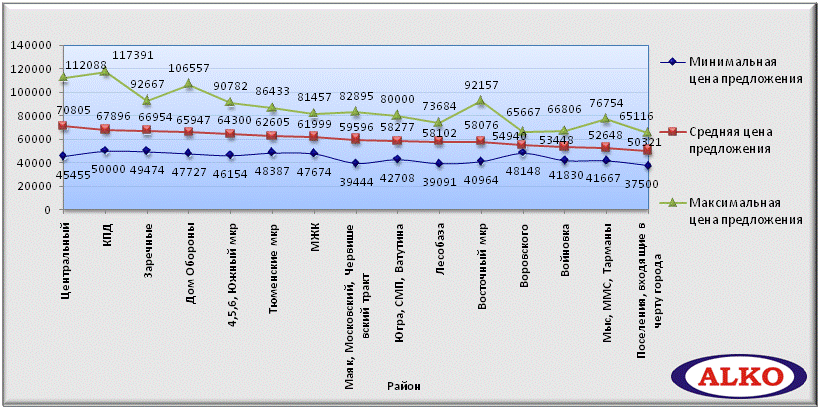 140000
120000
100000
80000
60000
40000
20000
0
112088
117391
92667
106557
90782
86433
81457
82895
80000
73684
92157
65667
66806
76754
65116
70805
67896
66954
65947
64300
62605
61999
59596
58277
58102
58076
54940
53448
52648
50321
45455
50000
49474
47727
46154
48387
47674
39444
42708
39091
40964
48148
41830
41667
37500
Центральный
КПД
Заречные
Дом Обороны
4,5,6, Южный мкр
Тюменские мкр
МЖК
Маяк, Московский, Червише
вский тракт
Югра, СМП, Ватутина
Лесобаза
Восточный мкр
Воровского
Войновка
Мыс, ММС, Тарманы
Поселения, входящие в
черту города
Район
Минимальная
цена предложения
Средняя цена
предложения
Максимальная
цена предложения
ALKO